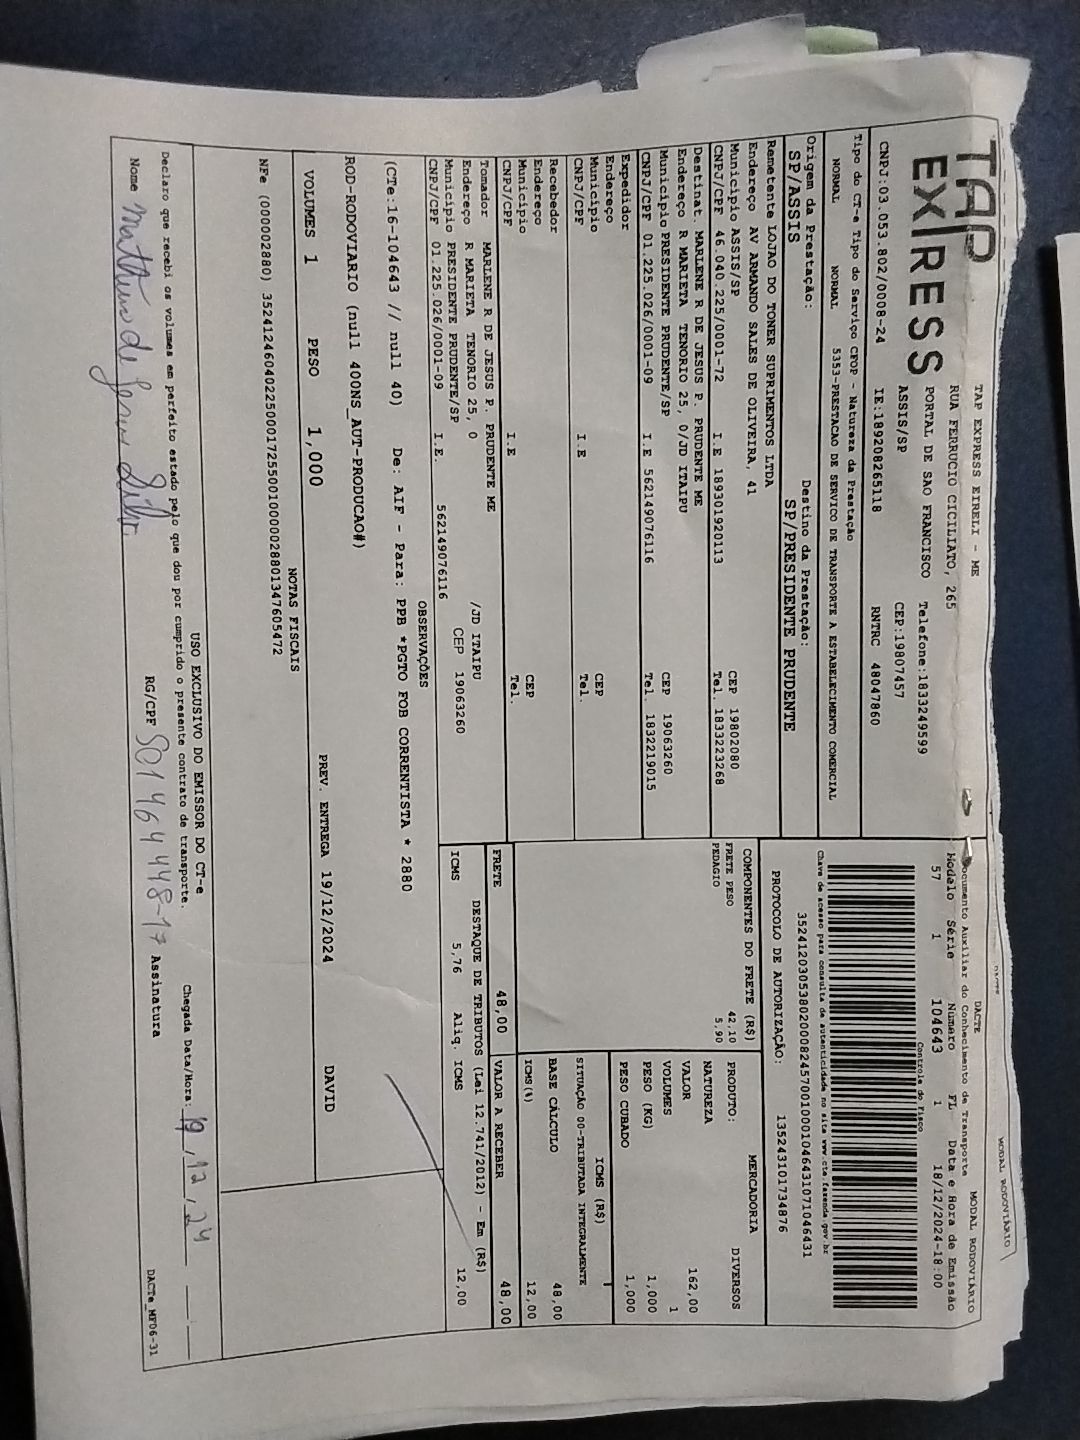 MODAL RODOVIÁRIO
DACTE
TAP EXPRESS
TAP EXPRESS EIRELI - ME
RUA FERRUCIO CICILIATO, 265
PORTAL DE SAO FRANCISCO Telefone:1833249599
ASSIS/SP CEP:19807457
CNPJ:03.053.802/0008-24 IE:189208265118 RNTRC 48047860
DACTE MODAL RODOVIÁRIO
Documento Auxiliar do Conhecimento de Transporte
Modelo Série Número FL Data e Hora de Emissão
57 1 104643 1 18/12/2024-18:00
Controle do Fisco
Chave de acesso para consulta de autenticidade no site www.cte.fazenda.gov.br
35241203053802000824570010001046431071046431
PROTOCOLO DE AUTORIZAÇÃO: 135243101734876
Tipo do CT-e Tipo do Serviço CFOP - Natureza da Prestação
NORMAL NORMAL 5353-PRESTACAO DE SERVICO DE TRANSPORTE A ESTABELECIMENTO COMERCIAL
Origem da Prestação: Destino da Prestação:
SP/ASSIS SP/PRESIDENTE PRUDENTE
Remetente LOJAO DO TONER SUPRIMENTOS LTDA
Endereço AV ARMANDO SALES DE OLIVEIRA, 41
Município ASSIS/SP CEP 19802080
CNPJ/CPF 46.040.225/0001-72 I.E 189301920113 Tel. 1833223268
Destinat. MARLENE R DE JESUS P. PRUDENTE ME
Endereço R MARIETA TENORIO 25, 0/JD ITAIPU
Município PRESIDENTE PRUDENTE/SP CEP 19063260
CNPJ/CPF 01.225.026/0001-09 I.E 562149076116 Tel. 1832219015
Expedidor
Endereço
Município CEP
CNPJ/CPF I.E Tel.
Recebedor
Endereço
Município CEP
CNPJ/CPF I.E Tel.
Tomador MARLENE R DE JESUS P. PRUDENTE ME
Endereço R MARIETA TENORIO 25, 0 /JD ITAIPU
Município PRESIDENTE PRUDENTE/SP CEP 19063260
CNPJ/CPF 01.225.026/0001-09 I.E. 562149076116
COMPONENTES DO FRETE (R$)
FRETE PESO 42,10
PEDAGIO 5,90
MERCADORIA
PRODUTO: DIVERSOS
NATUREZA
VALOR 162,00
VOLUMES 1
PESO (KG) 1,000
PESO CUBADO 1,000
ICMS (R$)
SITUAÇÃO 00-TRIBUTADA INTEGRALMENTE
BASE CÁLCULO 48,00
ICMS(%) 12,00
FRETE 48,00 VALOR A RECEBER 48,00
DESTAQUE DE TRIBUTOS (Lei 12.741/2012) - Em (R$)
ICMS 5,76 Aliq. ICMS 12,00
OBSERVAÇÕES
(CTe:16-104643 // null 40) De: AIF - Para: PPB *PGTO FOB CORRENTISTA * 2880
ROD-RODOVIARIO (null 400NS_AUT-PRODUCAO#)
VOLUMES 1 PESO 1,000 PREV. ENTREGA 19/12/2024 DAVID
NOTAS FISCAIS
NFe (000002880) 35241246040225000172550010000028801347605472
USO EXCLUSIVO DO EMISSOR DO CT-e
Declaro que recebi os volumes em perfeito estado pelo que dou por cumprido o presente contrato de transporte. Chegada Data/Hora: 19/12/24
Nome Matheus de Jesus Silva RG/CPF 501464448-17 Assinatura
DACTe_MF06-31